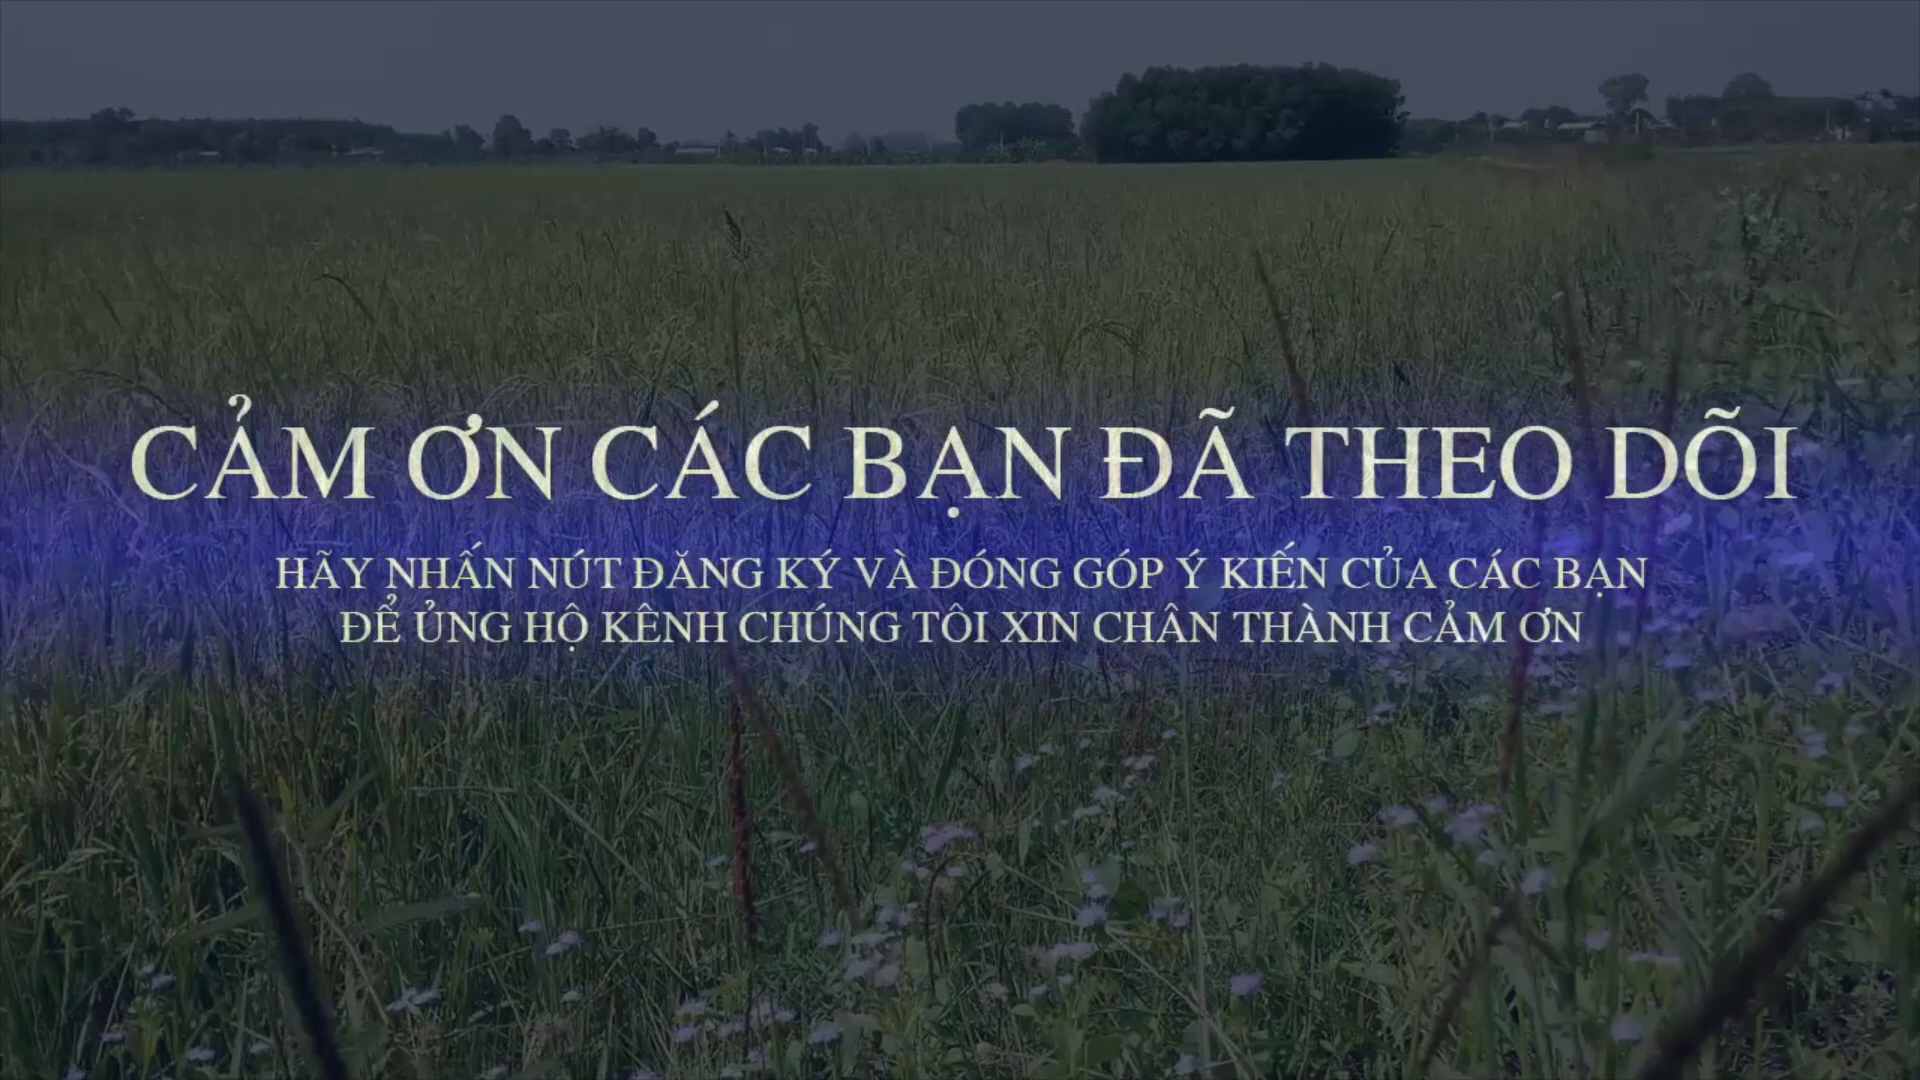 CẢM ƠN CÁC BẠN ĐÃ THEO DÕI
HÃY NHẤN NÚT ĐĂNG KÝ VÀ ĐÓNG GÓP Ý KIẾN CỦA CÁC BẠN
ĐỂ ỦNG HỘ KÊNH CHÚNG TÔI XIN CHÂN THÀNH CẢM ƠN